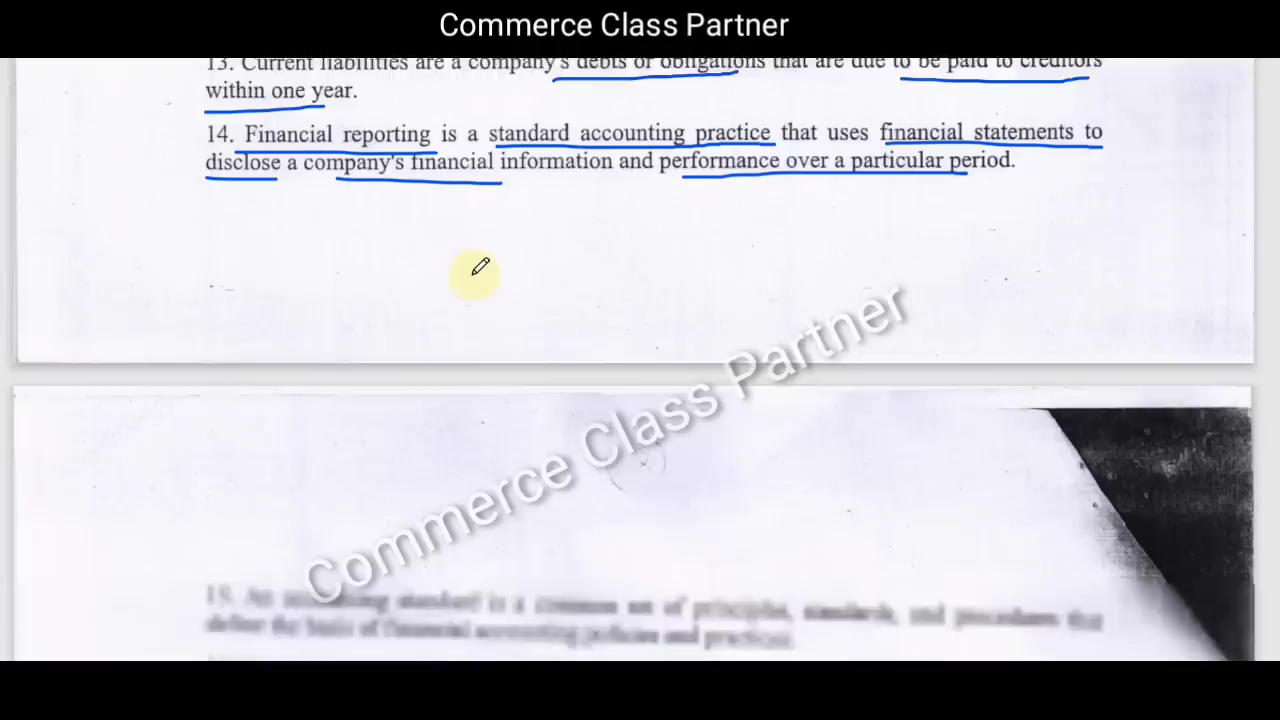 Commerce Class Partner
13. Current liabilities are a company's debts or obligations that are due to be paid to creditors
within one year.
14. Financial reporting is a standard accounting practice that uses financial statements to
disclose a company's financial information and performance over a particular period.
Commerce Class Partner
15. An accounting standard is a common set of principles, standards, and procedures that
define the basis of financial accounting policies and practices.